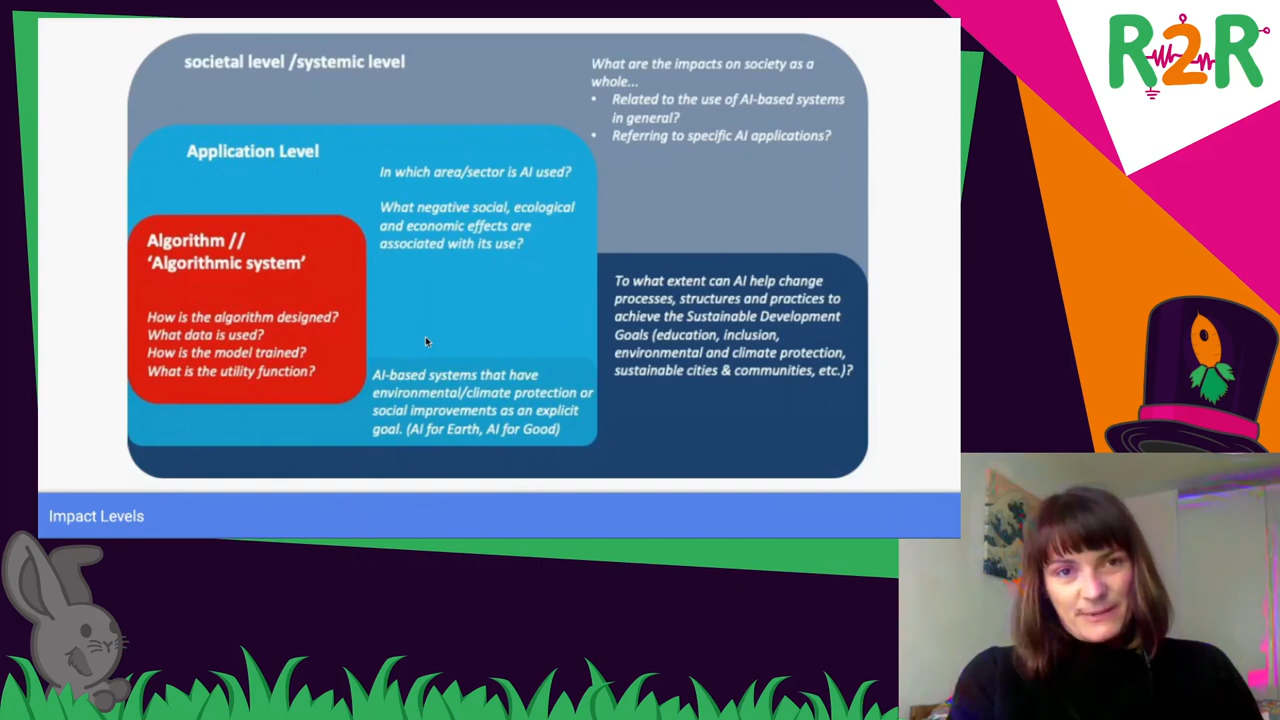 R2R
societal level /systemic level
What are the impacts on society as a
whole...
• Related to the use of AI-based systems
in general?
• Referring to specific AI applications?
Application Level
In which area/sector is AI used?
What negative social, ecological
and economic effects are
associated with its use?
Algorithm //
‘Algorithmic system’
How is the algorithm designed?
What data is used?
How is the model trained?
What is the utility function?
To what extent can AI help change
processes, structures and practices to
achieve the Sustainable Development
Goals (education, inclusion,
environmental and climate protection,
sustainable cities & communities, etc.)?
AI-based systems that have
environmental/climate protection or
social improvements as an explicit
goal. (AI for Earth, AI for Good)
Impact Levels